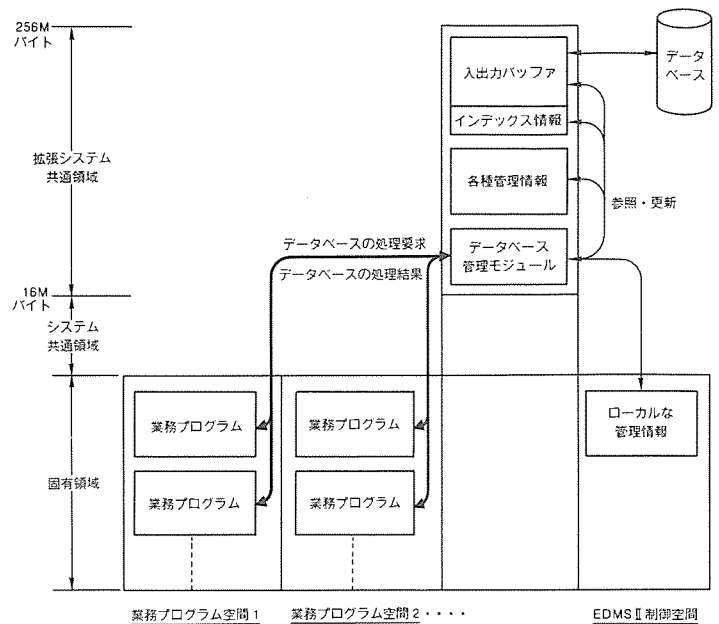 256M
バイト
入出力バッファ
データ
ベース
インデックス情報
拡張システム
共通領域
各種管理情報
参照・更新
データベースの処理要求
データベースの処理結果
データベース
管理モジュール
16M
バイト
システム
共通領域
固有領域
業務プログラム
業務プログラム
ローカルな
管理情報
業務プログラム
業務プログラム
業務プログラム空間1
業務プログラム空間2・・・・
EDMSⅡ制御空間